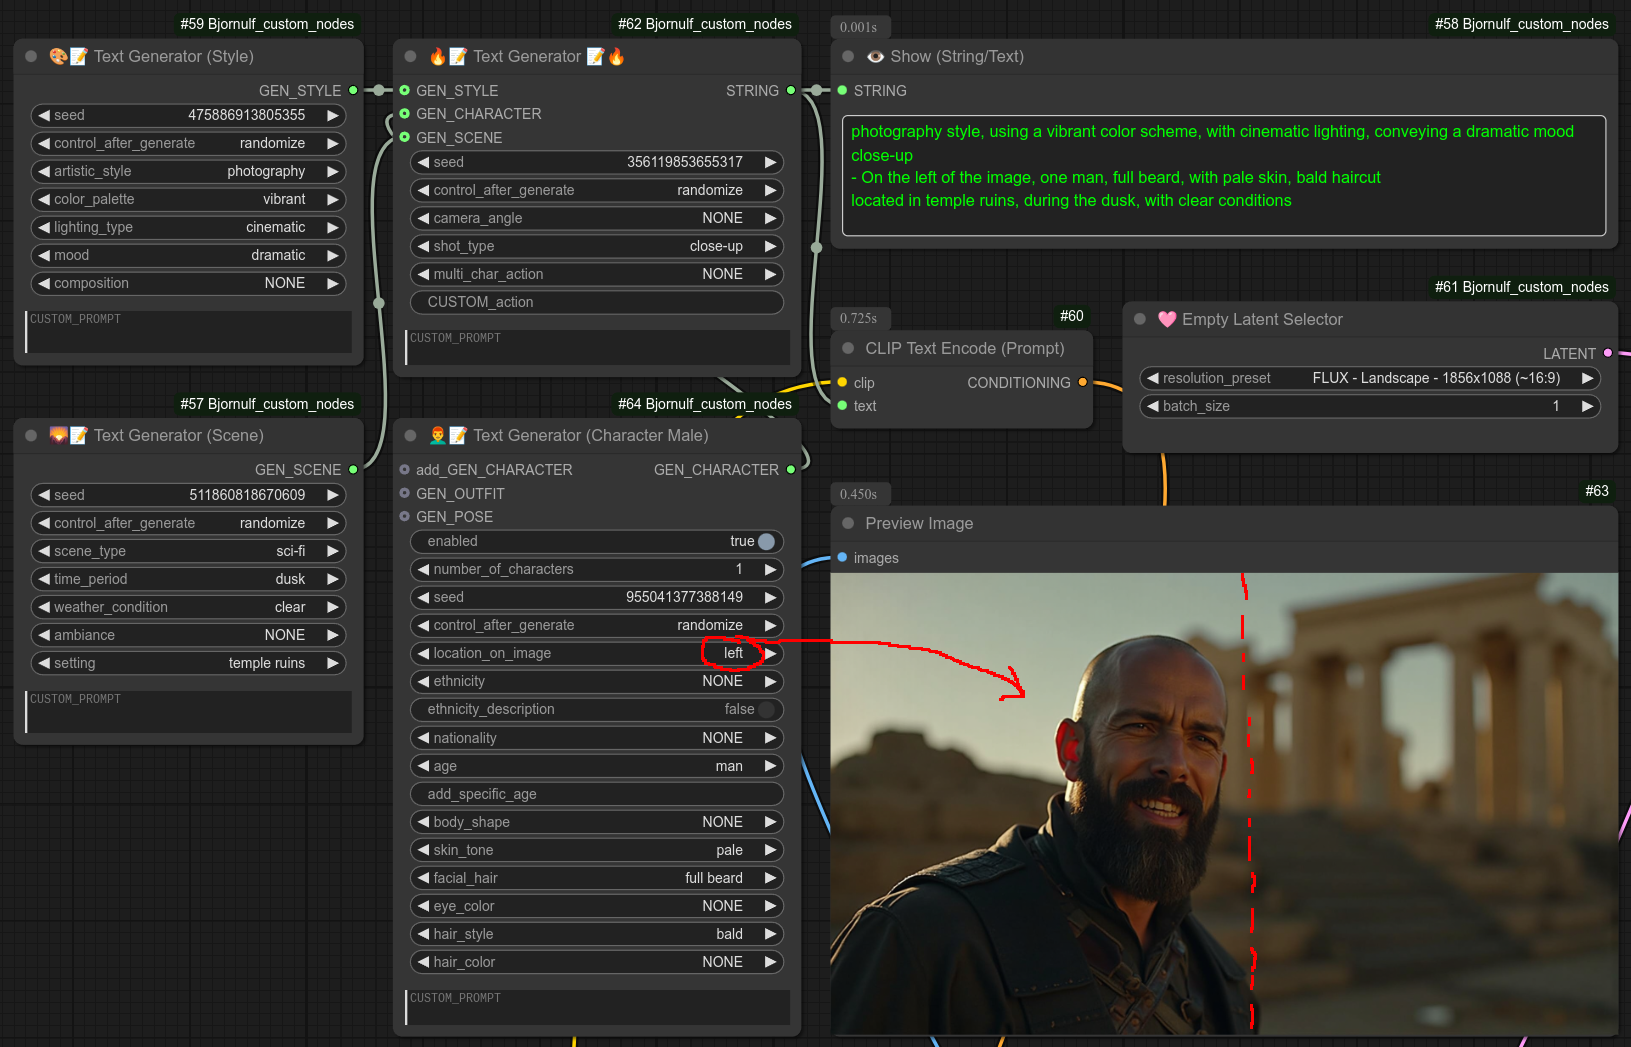 #59 Bjornulf_custom_nodes
🎨📝 Text Generator (Style)
GEN_STYLE
seed 475886913805355
control_after_generate randomize
artistic_style photography
color_palette vibrant
lighting_type cinematic
mood dramatic
composition NONE
CUSTOM_PROMPT
#57 Bjornulf_custom_nodes
🌄📝 Text Generator (Scene)
GEN_SCENE
seed 511860818670609
control_after_generate randomize
scene_type sci-fi
time_period dusk
weather_condition clear
ambiance NONE
setting temple ruins
CUSTOM_PROMPT
#62 Bjornulf_custom_nodes
🔥📝 Text Generator 📝🔥
GEN_STYLE STRING
GEN_CHARACTER
GEN_SCENE
seed 356119853655317
control_after_generate randomize
camera_angle NONE
shot_type close-up
multi_char_action NONE
CUSTOM_action
CUSTOM_PROMPT
#64 Bjornulf_custom_nodes
👨‍🦰📝 Text Generator (Character Male)
add_GEN_CHARACTER GEN_CHARACTER
GEN_OUTFIT
GEN_POSE
enabled true
number_of_characters 1
seed 955041377388149
control_after_generate randomize
location_on_image left
ethnicity NONE
ethnicity_description false
nationality NONE
age man
add_specific_age
body_shape NONE
skin_tone pale
facial_hair full beard
eye_color NONE
hair_style bald
hair_color NONE
CUSTOM_PROMPT
0.001s
#58 Bjornulf_custom_nodes
👁️ Show (String/Text)
STRING
photography style, using a vibrant color scheme, with cinematic lighting, conveying a dramatic mood
close-up
- On the left of the image, one man, full beard, with pale skin, bald haircut
located in temple ruins, during the dusk, with clear conditions
0.725s
#60
CLIP Text Encode (Prompt)
clip CONDITIONING
text
#61 Bjornulf_custom_nodes
🩷 Empty Latent Selector
LATENT
resolution_preset FLUX - Landscape - 1856x1088 (~16:9)
batch_size 1
0.450s
#63
Preview Image
images